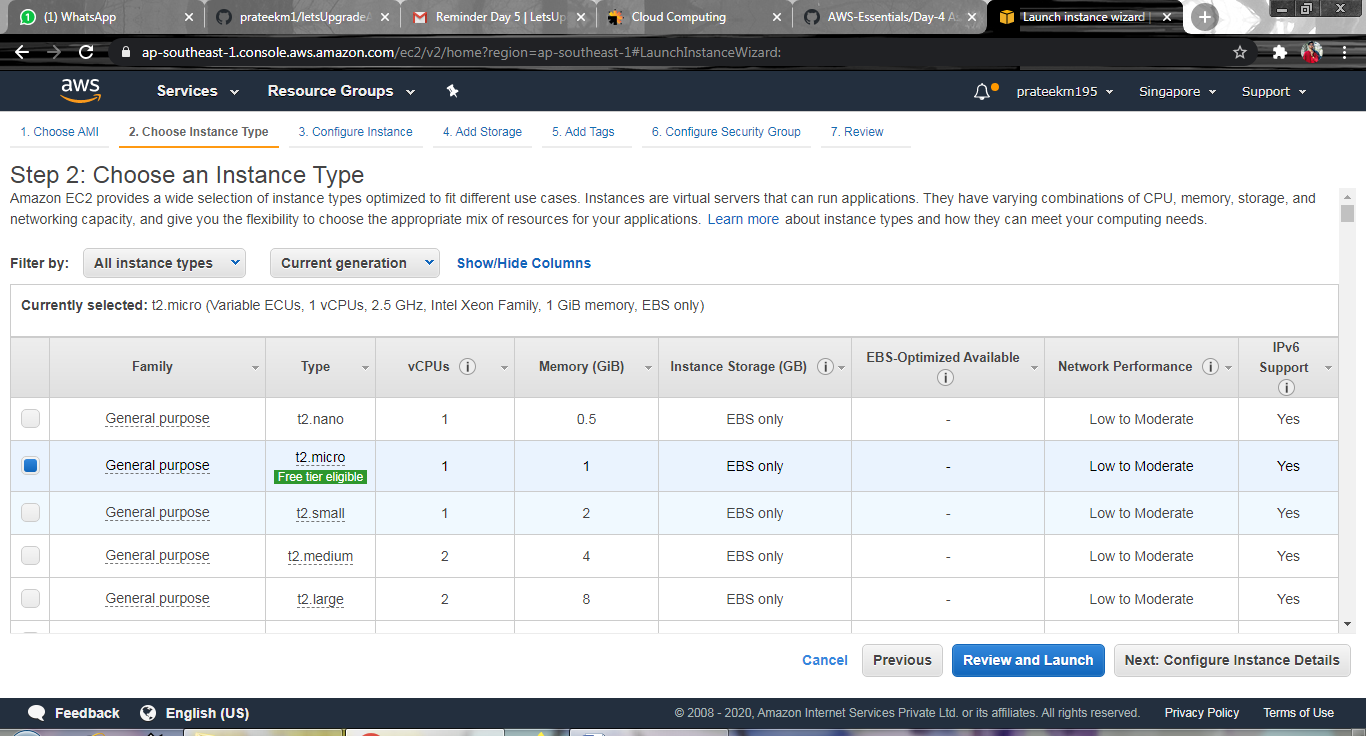 (1) WhatsApp
prateekm1/letsUpgrade
Reminder Day 5 | LetsUp
Cloud Computing
AWS-Essentials/Day-4 A
Launch instance wizard
ap-southeast-1.console.aws.amazon.com/ec2/v2/home?region=ap-southeast-1#LaunchInstanceWizard:
aws Services Resource Groups prateekm195 Singapore Support
1. Choose AMI 2. Choose Instance Type 3. Configure Instance 4. Add Storage 5. Add Tags 6. Configure Security Group 7. Review
Step 2: Choose an Instance Type
Amazon EC2 provides a wide selection of instance types optimized to fit different use cases. Instances are virtual servers that can run applications. They have varying combinations of CPU, memory, storage, and
networking capacity, and give you the flexibility to choose the appropriate mix of resources for your applications. Learn more about instance types and how they can meet your computing needs.
Filter by: All instance types Current generation Show/Hide Columns
Currently selected: t2.micro (Variable ECUs, 1 vCPUs, 2.5 GHz, Intel Xeon Family, 1 GiB memory, EBS only)
Family Type vCPUs Memory (GiB) Instance Storage (GB) EBS-Optimized Available Network Performance IPv6 Support
General purpose t2.nano 1 0.5 EBS only - Low to Moderate Yes
General purpose t2.micro 1 1 EBS only - Low to Moderate Yes
Free tier eligible
General purpose t2.small 1 2 EBS only - Low to Moderate Yes
General purpose t2.medium 2 4 EBS only - Low to Moderate Yes
General purpose t2.large 2 8 EBS only - Low to Moderate Yes
Cancel Previous Review and Launch Next: Configure Instance Details
Feedback English (US) © 2008 - 2020, Amazon Internet Services Private Ltd. or its affiliates. All rights reserved. Privacy Policy Terms of Use